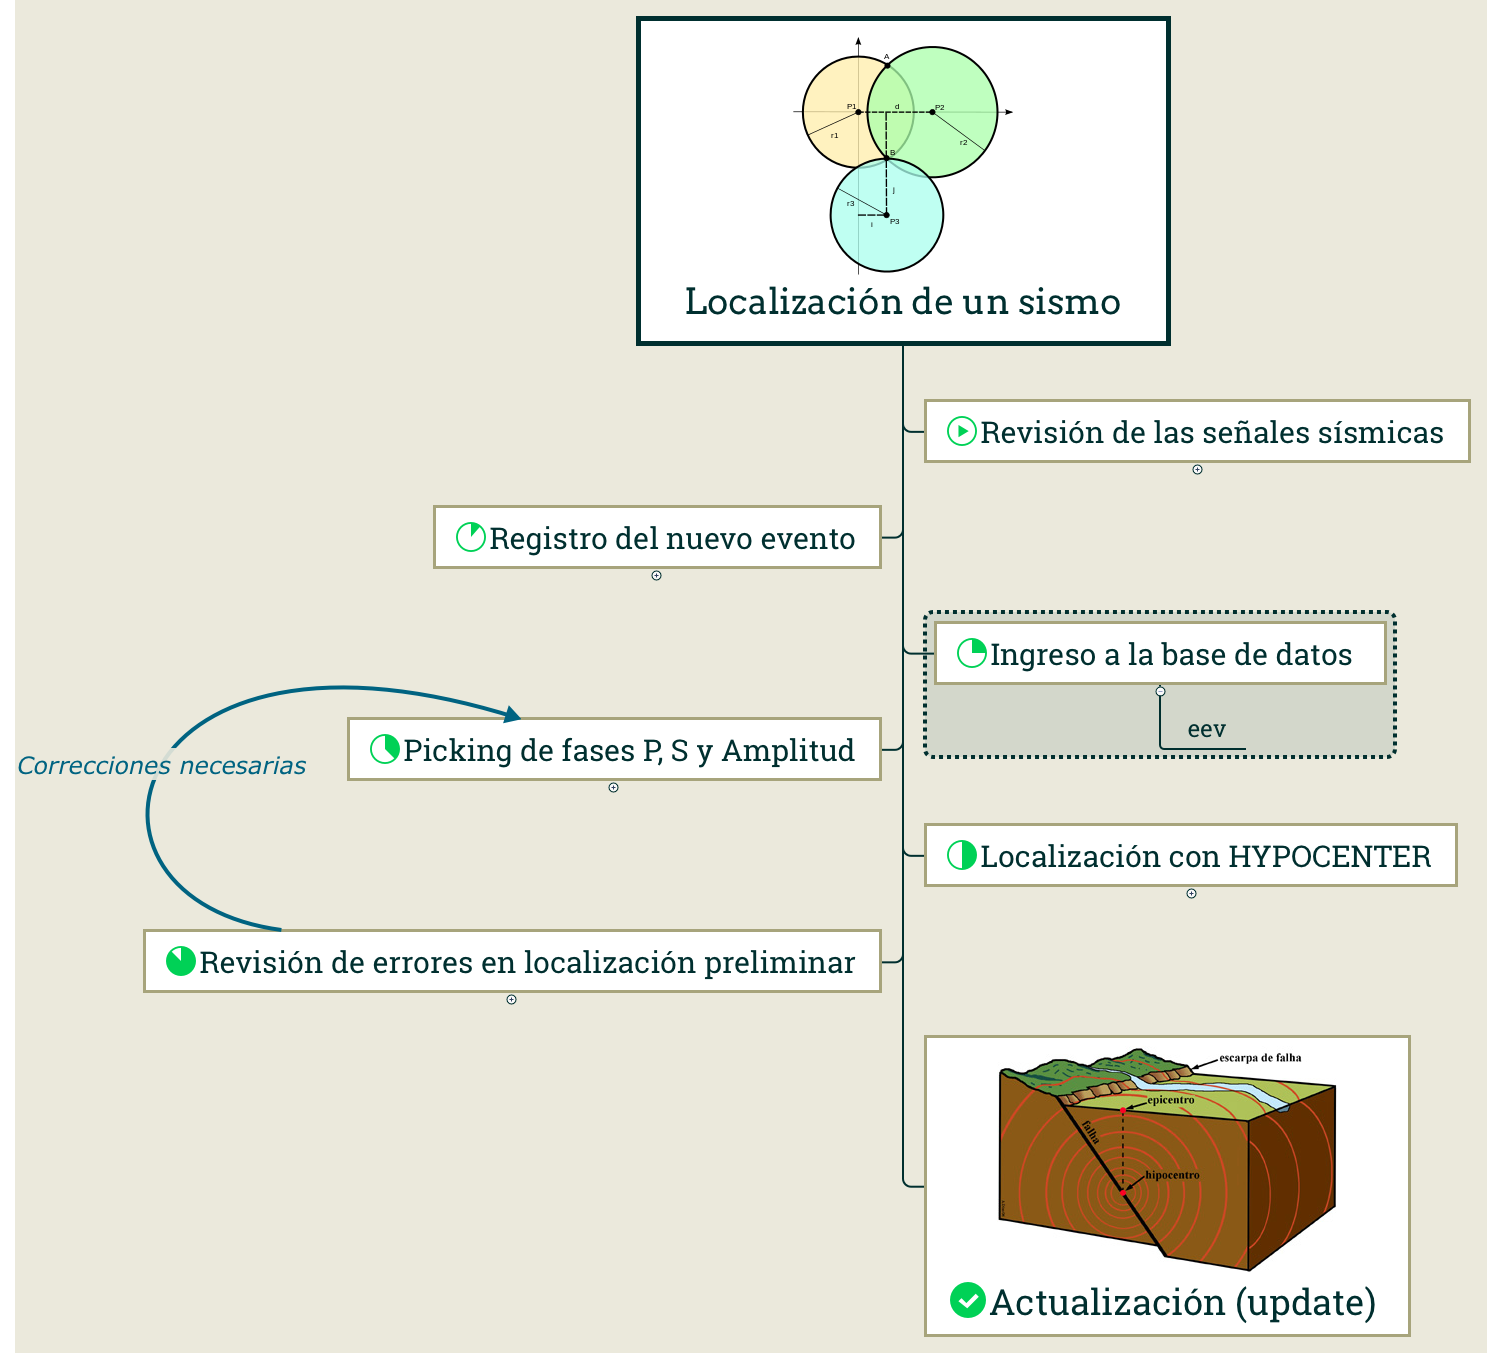 A
P1
d
P2
r1
r2
B
j
r3
P3
i
Localización de un sismo
Revisión de las señales sísmicas
Registro del nuevo evento
Ingreso a la base de datos
eev
Picking de fases P, S y Amplitud
Correcciones necesarias
Localización con HYPOCENTER
Revisión de errores en localización preliminar
escarpa de falha
epicentro
falha
hipocentro
Actualización (update)